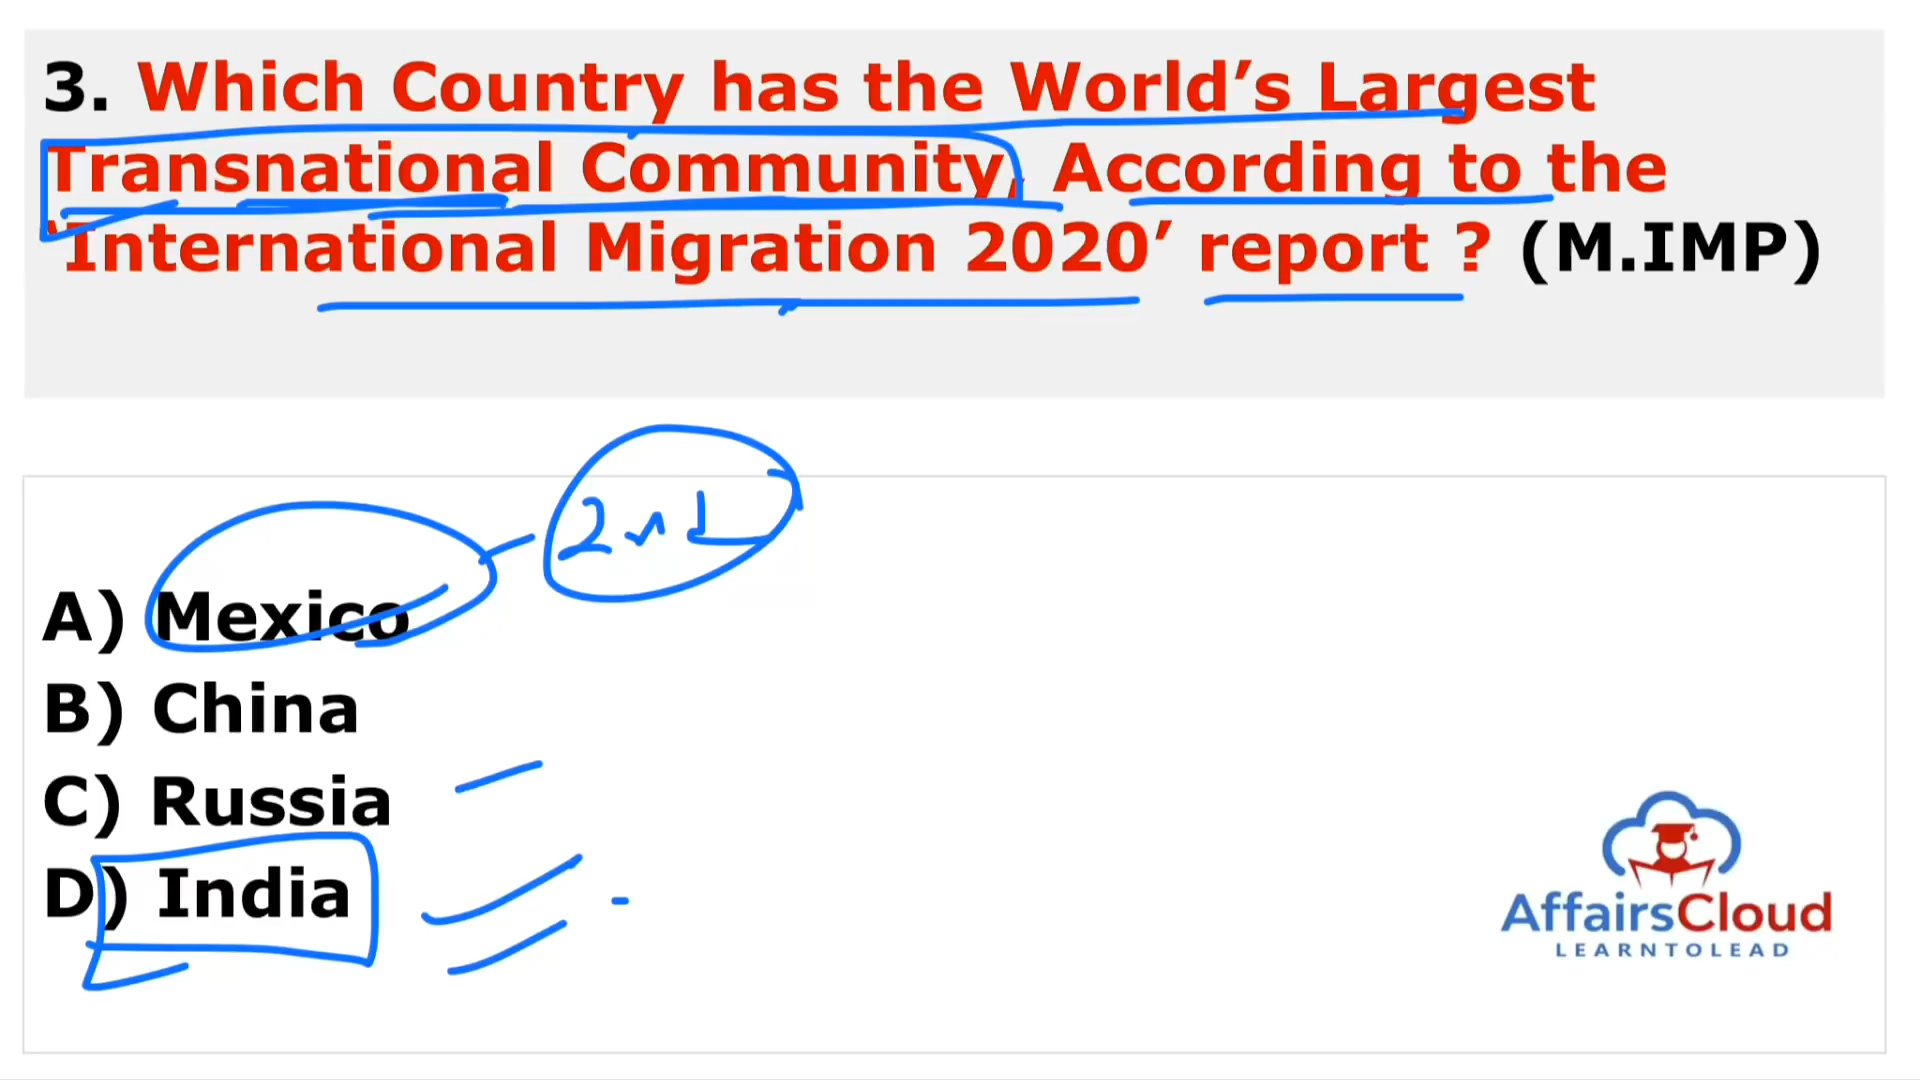 3. Which Country has the World’s Largest
Transnational Community, According to the
‘International Migration 2020’ report ? (M.IMP)
2nd
A) Mexico
B) China
C) Russia
D) India
AffairsCloud
LEARNTOLEAD